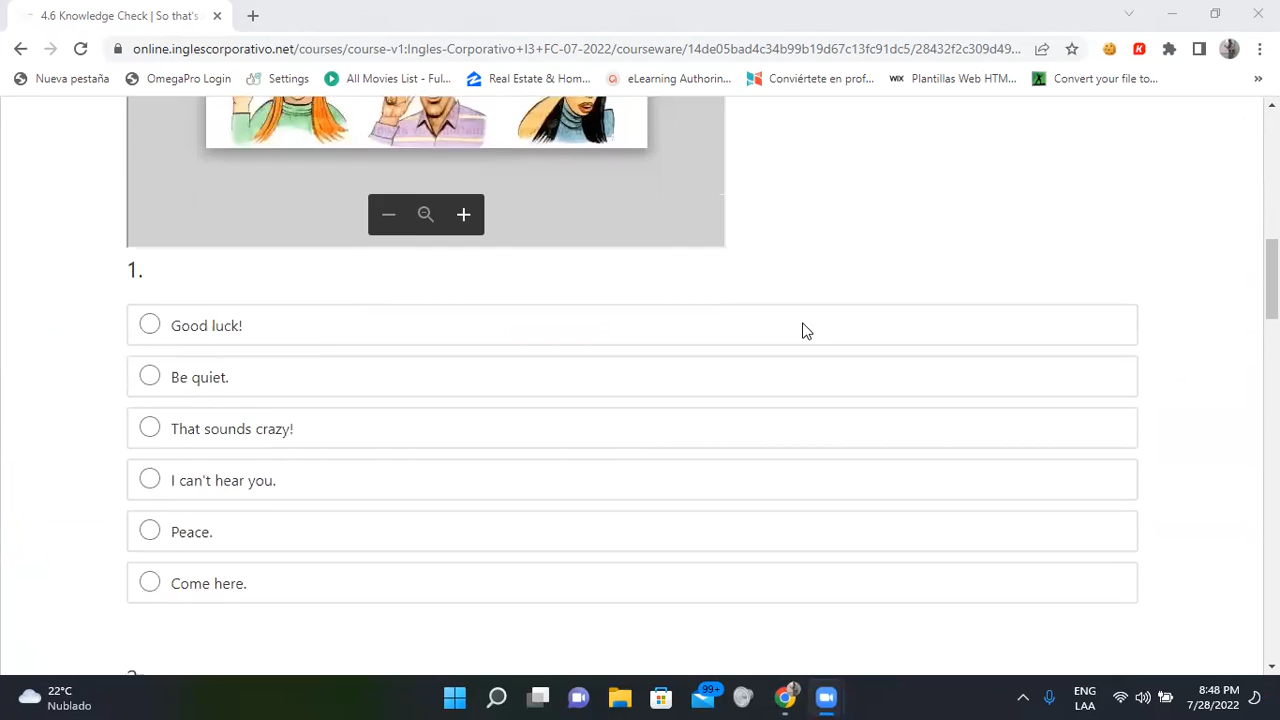 4.6 Knowledge Check | So that's
online.inglescorporativo.net/courses/course-v1:Ingles-Corporativo+I3+FC-07-2022/courseware/14de05bad4c34b99b19d67c13fc91dc5/28432f2c309d49...
Nueva pestaña
OmegaPro Login
Settings
All Movies List - Ful...
Real Estate & Hom...
eLearning Authorin...
Conviértete en prof...
WIX Plantillas Web HTM...
Convert your file to...
»
1.
Good luck!
Be quiet.
That sounds crazy!
I can't hear you.
Peace.
Come here.
22°C
Nublado
99+
ENG
LAA
8:48 PM
7/28/2022